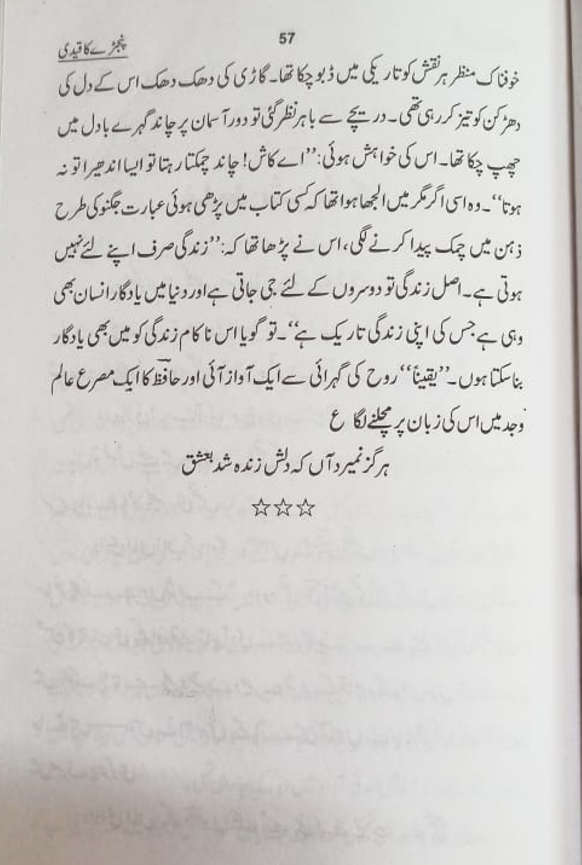 57
پنجرے کا قیدی
خوفناک منظر ہر نقش کو تاریکی میں ڈبو چکا تھا۔ گاڑی کی دھک دھک اس کے دل کی
دھڑکن کو تیز کر رہی تھی۔ دریچے سے باہر نظر گئی تو دور آسمان پر چاند گہرے بادل میں
چھپ چکا تھا۔ اس کی خواہش ہوئی: ’’اے کاش! چاند چمکتا رہتا تو ایسا اندھیرا تو نہ
ہوتا‘‘۔ وہ اسی اگر مگر میں الجھا ہوا تھا کہ کسی کتاب میں پڑھی ہوئی عبارت جگنو کی طرح
ذہن میں چمک پیدا کرنے لگی، اس نے پڑھا تھا کہ: ’’زندگی صرف اپنے لئے نہیں
ہوتی ہے۔ اصل زندگی تو دوسروں کے لئے جی جاتی ہے اور دنیا میں یادگار انسان بھی
وہی ہے جس کی اپنی زندگی تاریک ہے‘‘۔ تو گویا اس ناکام زندگی کو میں بھی یادگار
بنا سکتا ہوں۔ ’’یقیناً‘‘ روح کی گہرائی سے ایک آواز آئی اور حافظؔ کا ایک مصرع عالم
وجد میں اس کی زبان پر مچلنے لگا ع
ہرگز نمیرد آں کہ دلش زندہ شد بعشق
☆☆☆